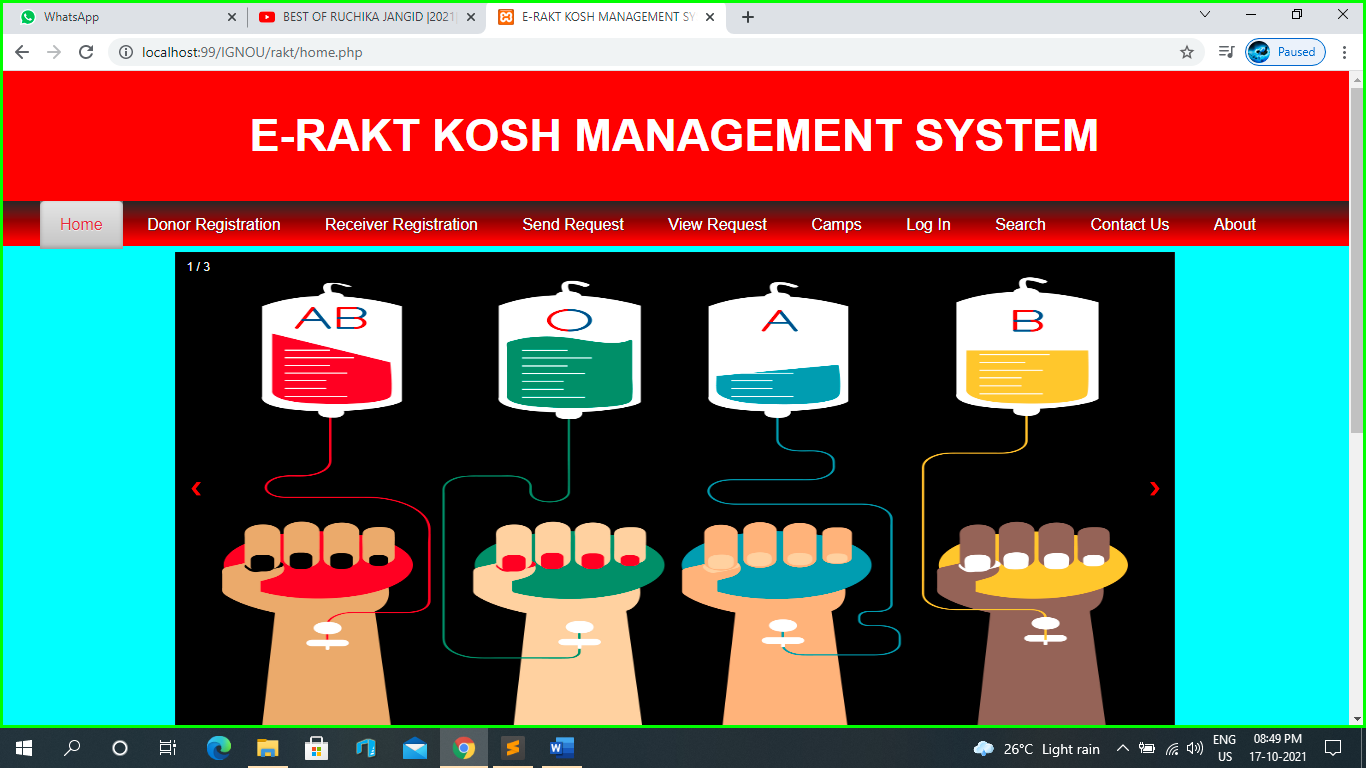 WhatsApp
BEST OF RUCHIKA JANGID |2021|
E-RAKT KOSH MANAGEMENT SY
localhost:99/IGNOU/rakt/home.php
Paused
E-RAKT KOSH MANAGEMENT SYSTEM
Home Donor Registration Receiver Registration Send Request View Request Camps Log In Search Contact Us About
1 / 3
AB O A B
26°C Light rain
ENG
US
08:49 PM
17-10-2021